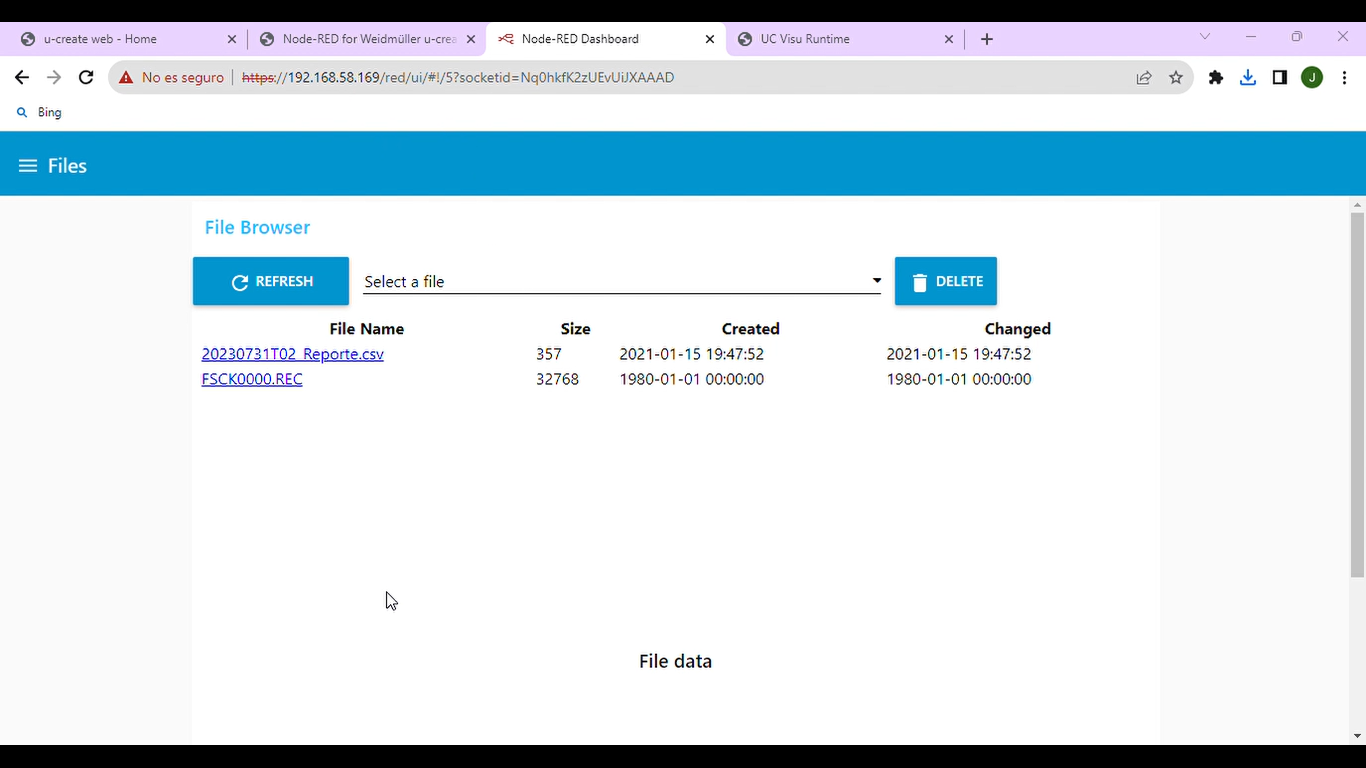 u-create web - Home
Node-RED for Weidmüller u-crea
Node-RED Dashboard
UC Visu Runtime
No es seguro
https://192.168.58.169/red/ui/#!/5?socketid=Nq0hkfK2zUEvUiJXAAAD
J
Bing
Files
File Browser
REFRESH
Select a file
DELETE
File Name Size Created Changed
20230731T02_Reporte.csv 357 2021-01-15 19:47:52 2021-01-15 19:47:52
FSCK0000.REC 32768 1980-01-01 00:00:00 1980-01-01 00:00:00
File data